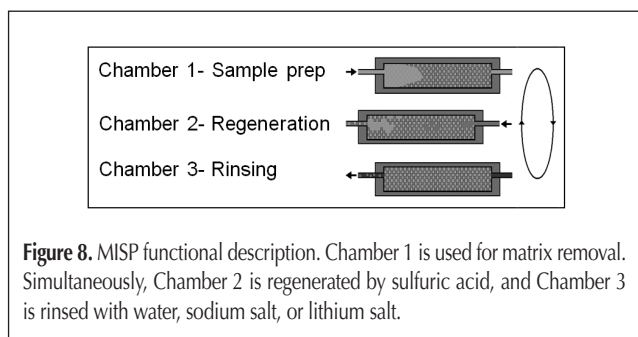 Chamber 1- Sample prep
Chamber 2- Regeneration
Chamber 3- Rinsing
Figure 8. MISP functional description. Chamber 1 is used for matrix removal.
Simultaneously, Chamber 2 is regenerated by sulfuric acid, and Chamber 3
is rinsed with water, sodium salt, or lithium salt.